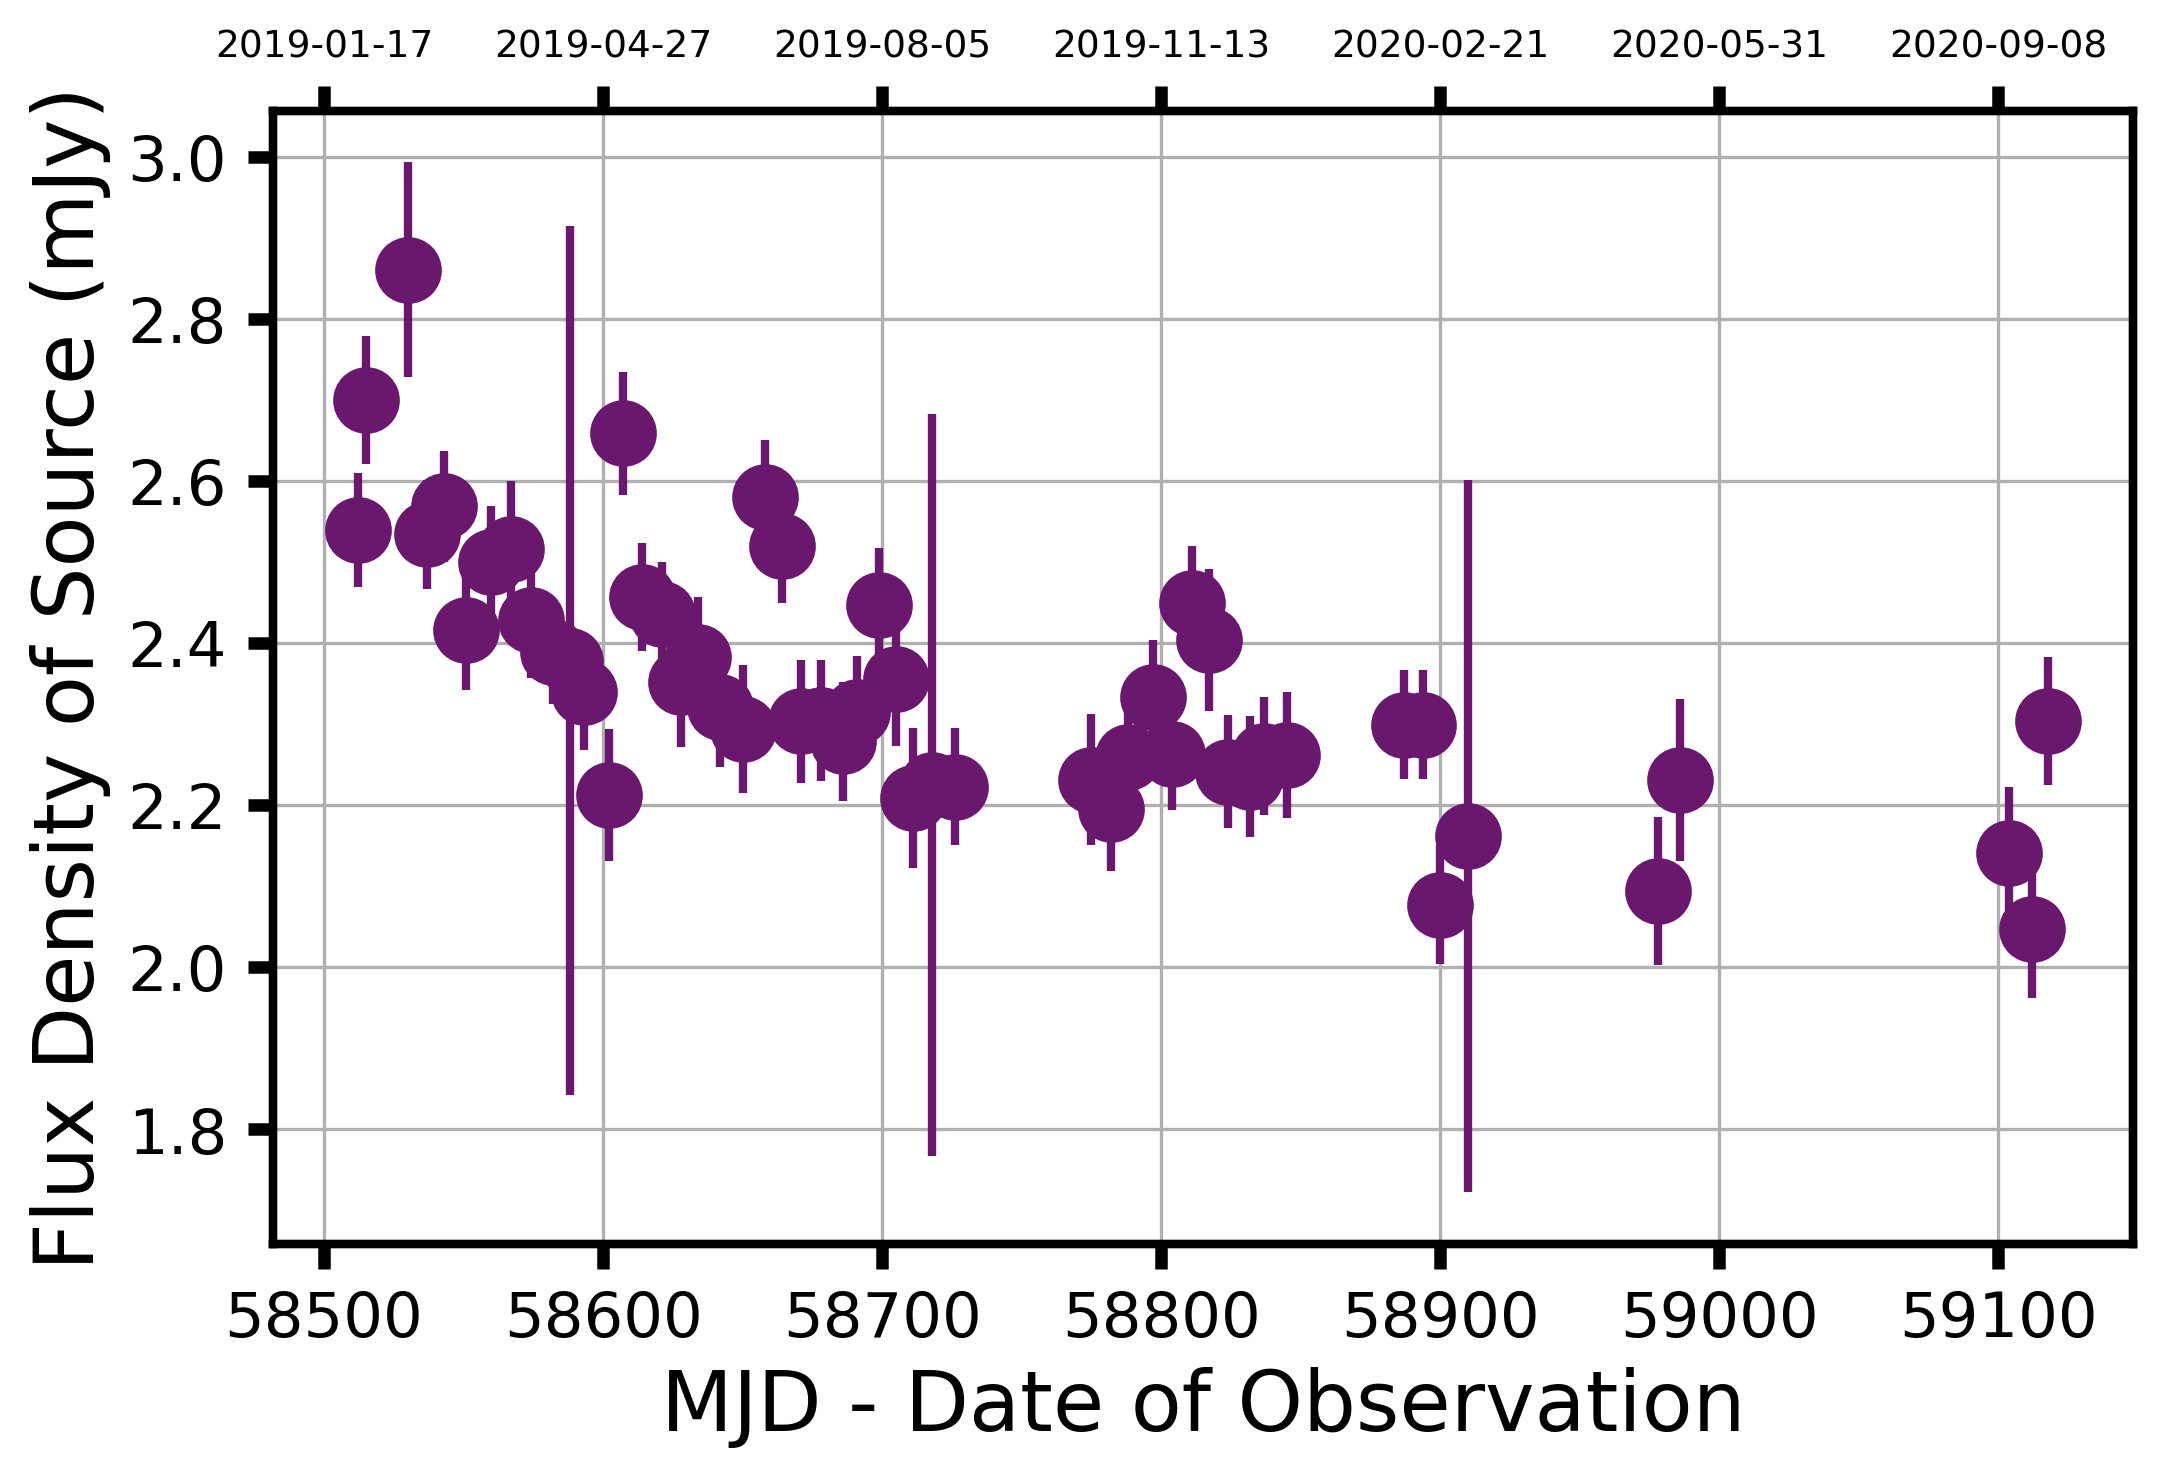 2019-01-17 2019-04-27 2019-08-05 2019-11-13 2020-02-21 2020-05-31 2020-09-08
Flux Density of Source (mJy)
3.0
2.8
2.6
2.4
2.2
2.0
1.8
58500 58600 58700 58800 58900 59000 59100
MJD - Date of Observation